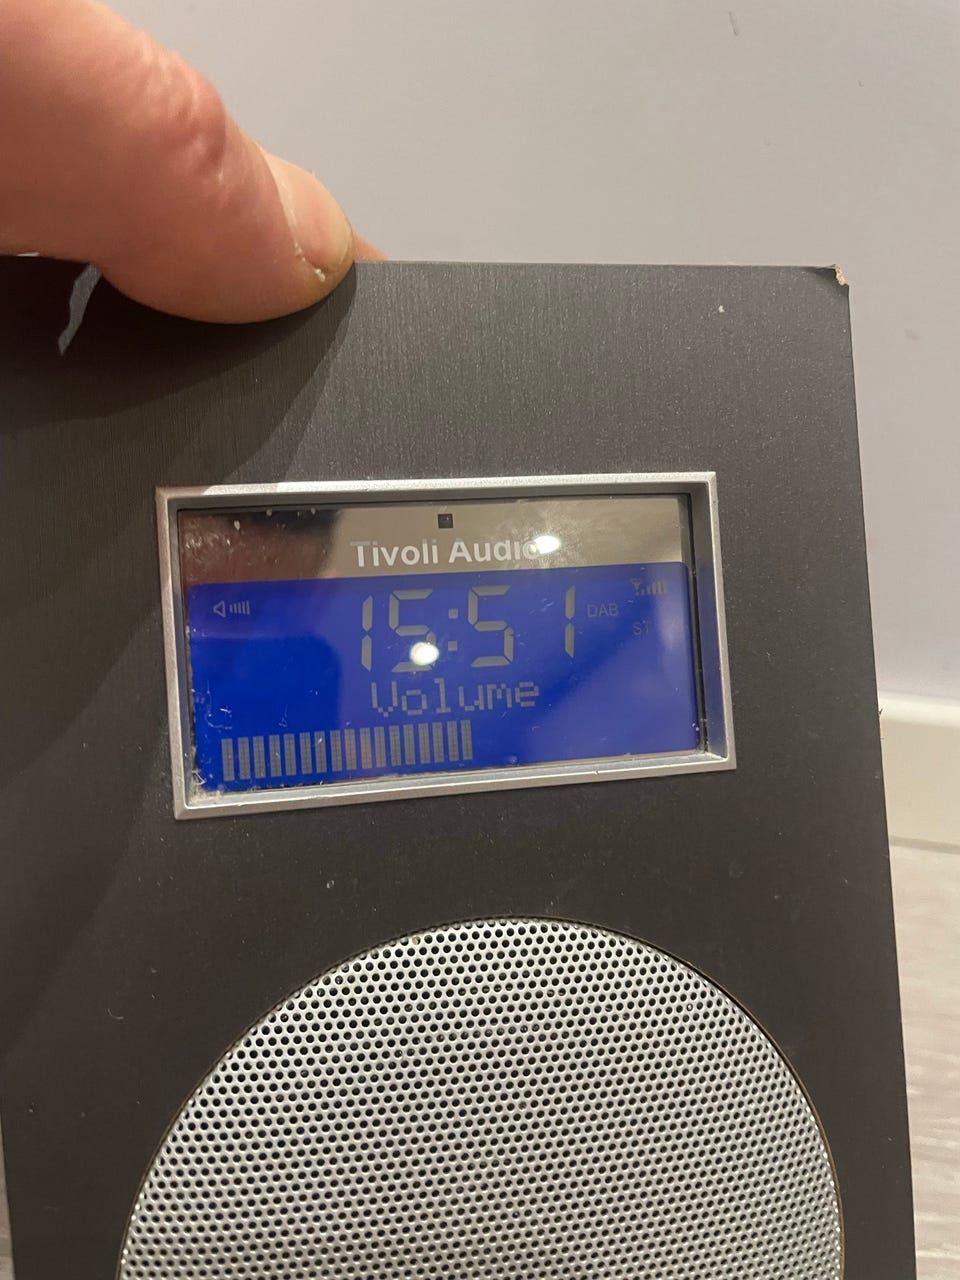 Tivoli Audio
15:51
DAB
ST
Volume